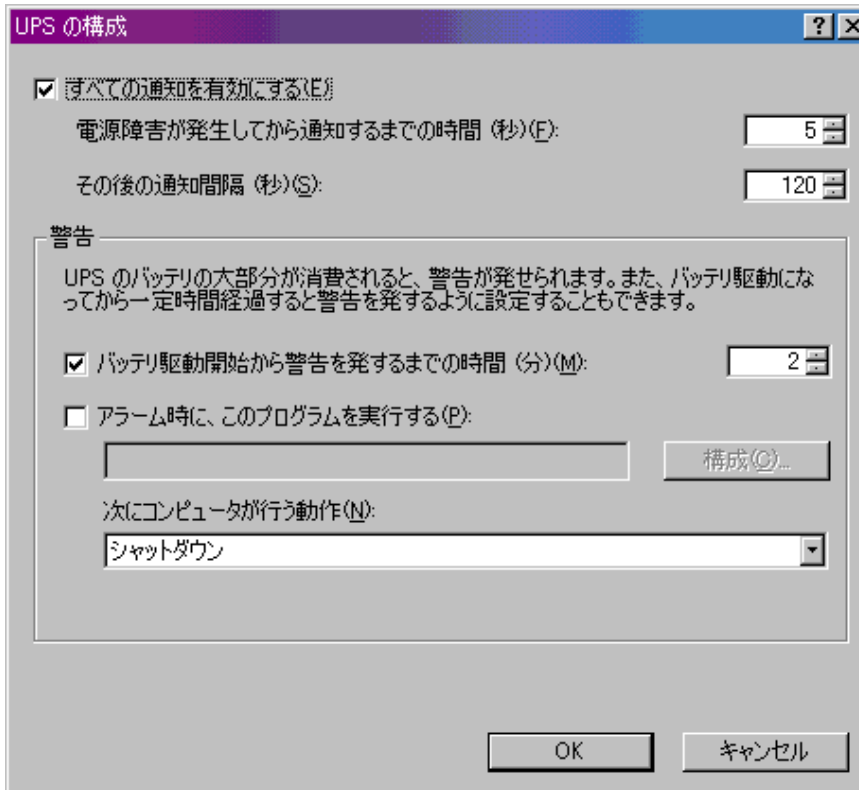 UPS の構成
すべての通知を有効にする(E)
電源障害が発生してから通知するまでの時間 (秒)(F):
5
その後の通知間隔 (秒)(S):
120
警告
UPS のバッテリの大部分が消費されると、警告が発せられます。また、バッテリ駆動にな
ってから一定時間経過すると警告を発するように設定することもできます。
バッテリ駆動開始から警告を発するまでの時間 (分)(M):
2
アラーム時に、このプログラムを実行する(P):
構成(C)...
次にコンピュータが行う動作(N):
シャットダウン
OK
キャンセル